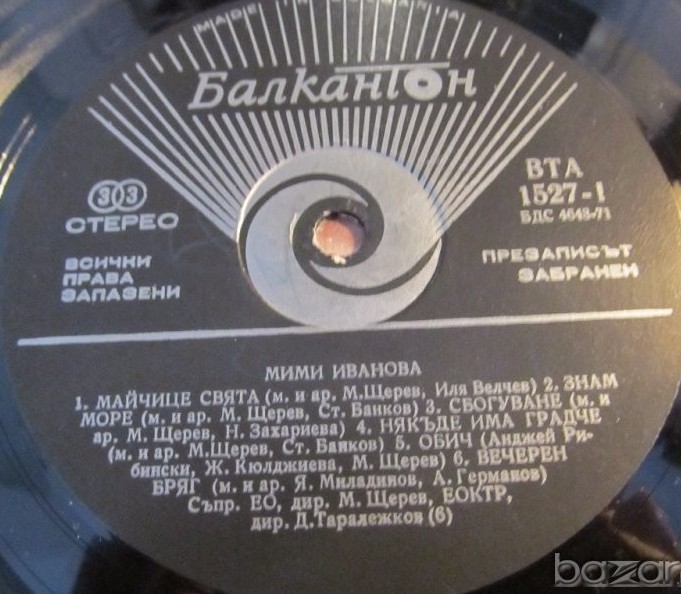 MADE IN BULGARIA
Балкантон
33
СТЕРЕО
ВСИЧКИ
ПРАВА
ЗАПАЗЕНИ
ВТА
1527-1
БДС 4643-71
ПРЕЗАПИСЪТ
ЗАБРАНЕН
МИМИ ИВАНОВА
1. МАЙЧИЦЕ СВЯТА (м. и ар. М.Щерев, Иля Велчев) 2. ЗНАМ
МОРЕ (м. и ар. М. Щерев, Ст. Банков) 3. СБОГУВАНЕ (м. и
ар. М. Щерев, Н. Захариева) 4. НЯКЪДЕ ИМА ГРАДЧЕ
(м. и ар. М.Щерев, Ст. Банков) 5. ОБИЧ (Анджей Ри-
бински, Ж. Кюлджиева, М. Щерев) 6. ВЕЧЕРЕН
БРЯГ (м. и ар. Я. Миладинов, А. Германов)
Съпр. ЕО, дир. М. Щерев, ЕОКТР,
дир. Д.Таралежков (6)
bazar